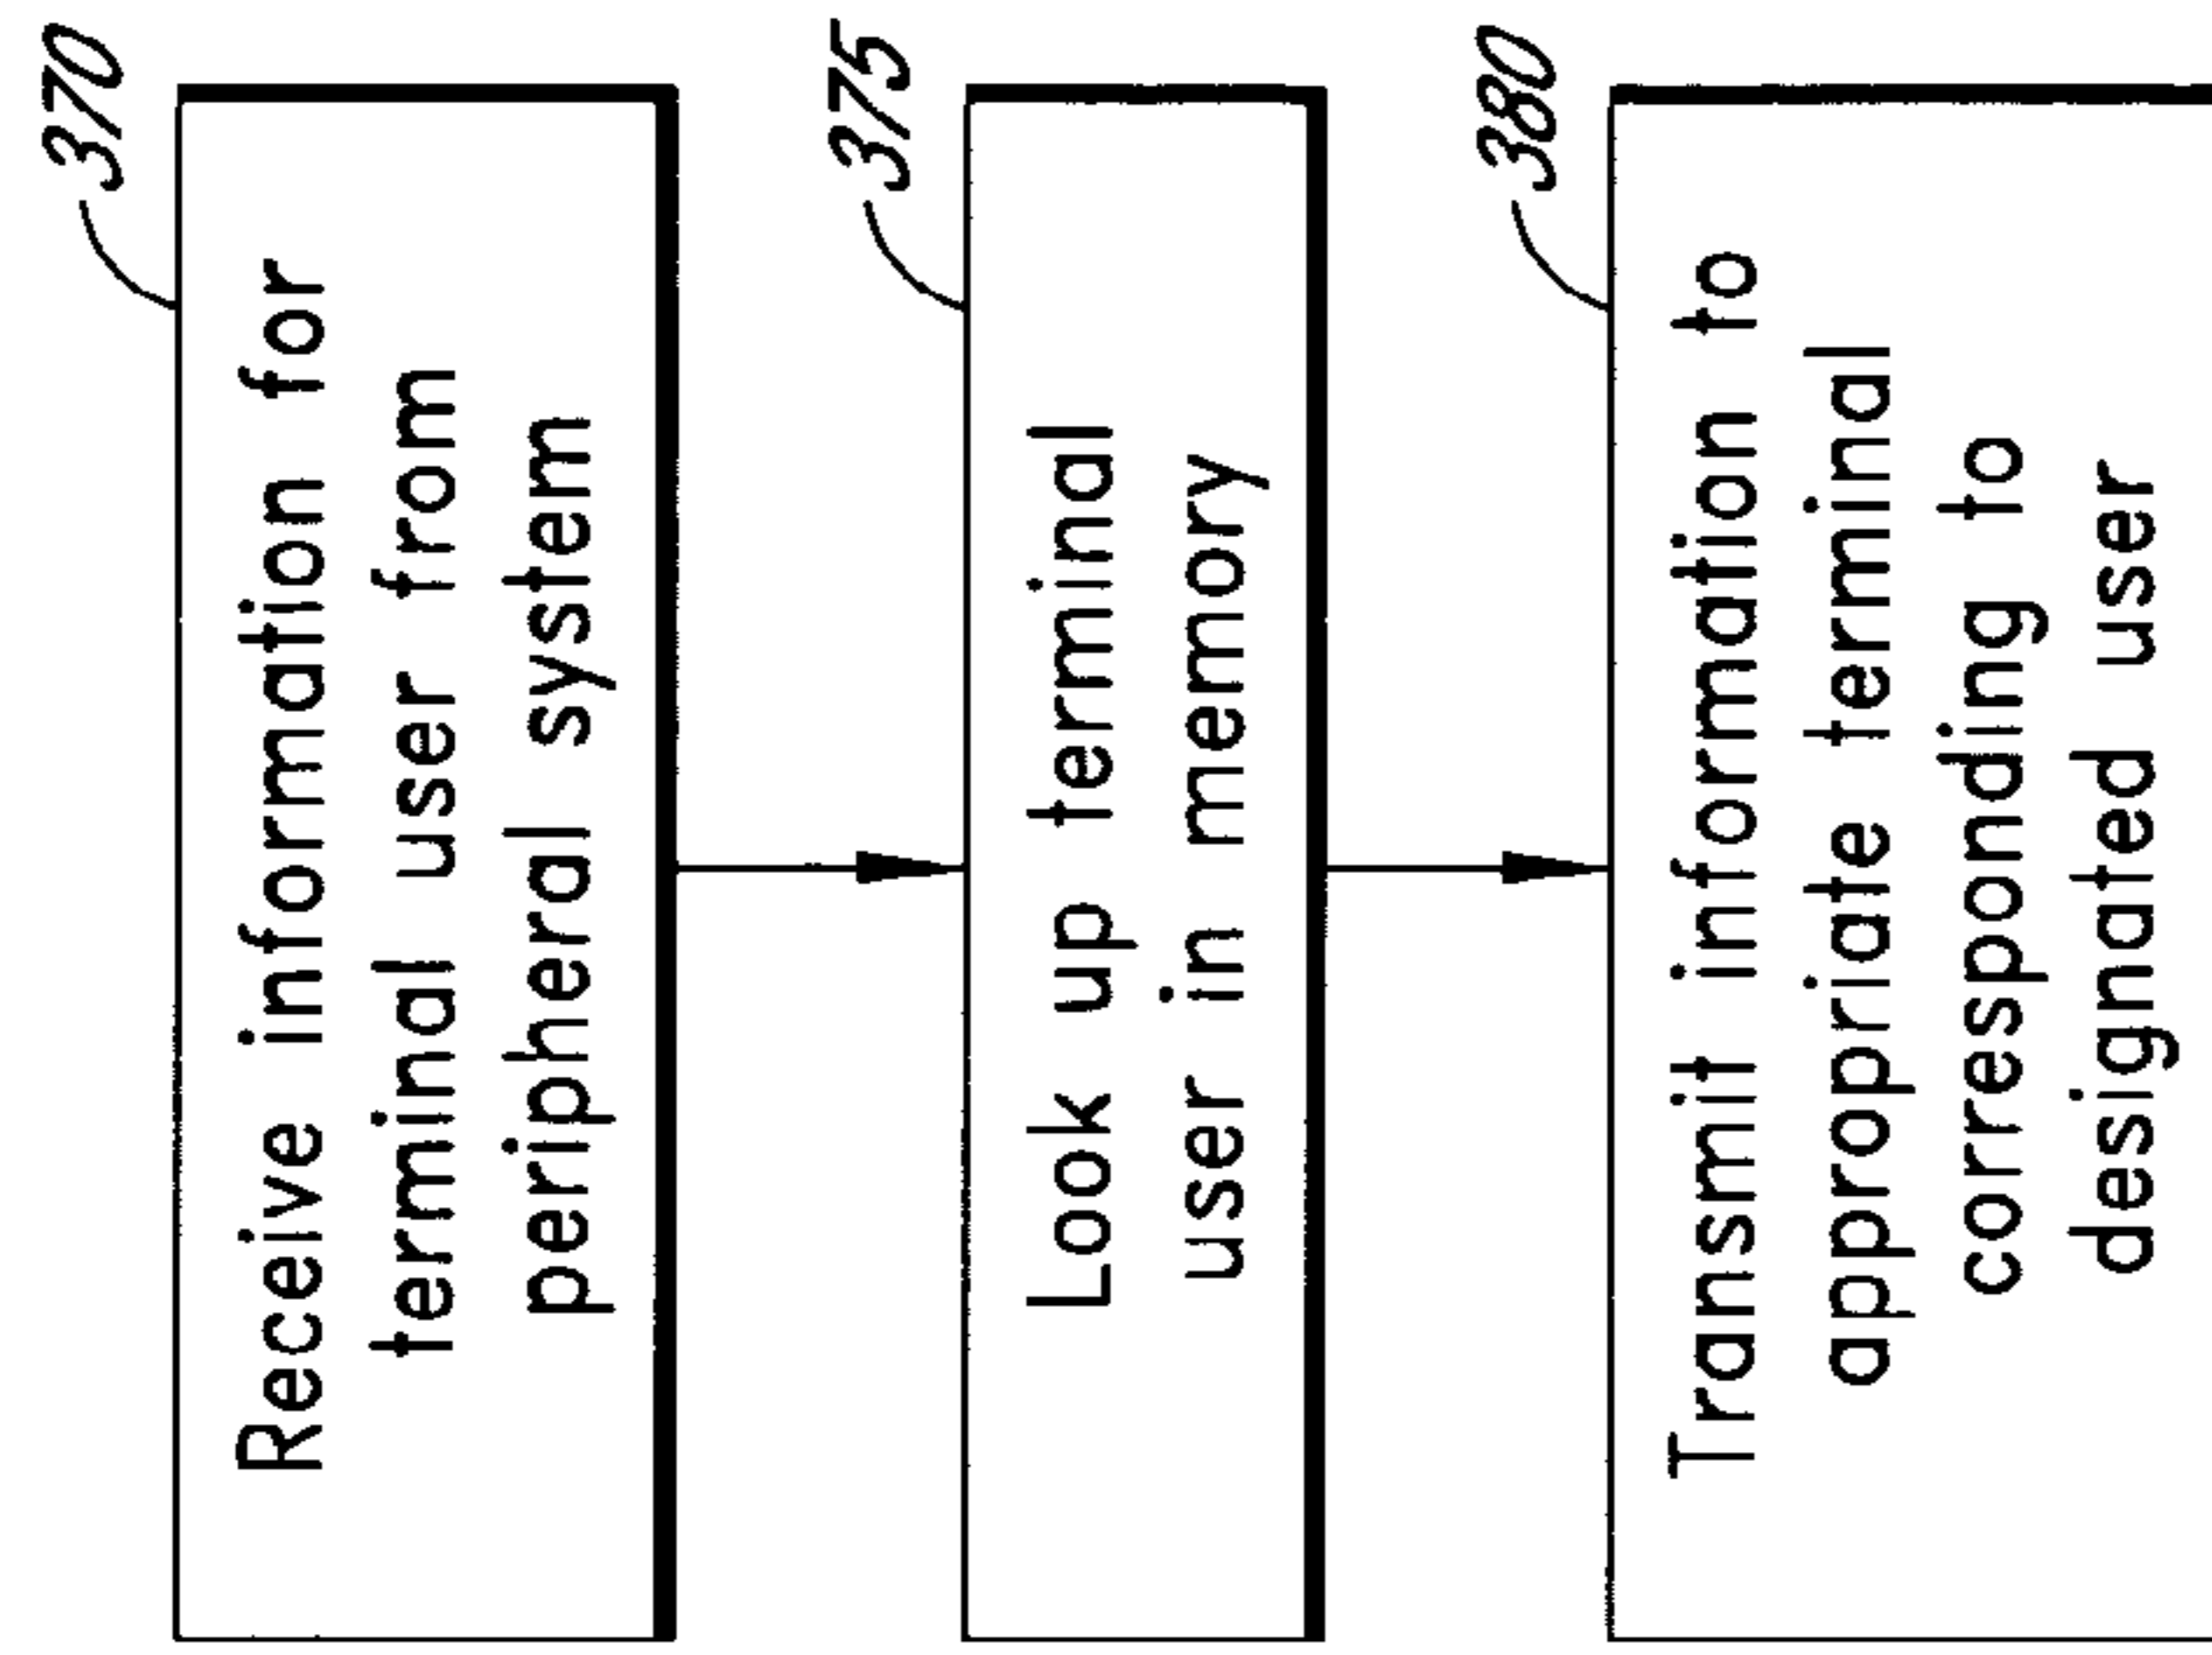 370
Receive information for
terminal user from
peripheral system
375
Look up terminal
user in memory
380
Transmit information to
appropriate terminal
corresponding to
designated user